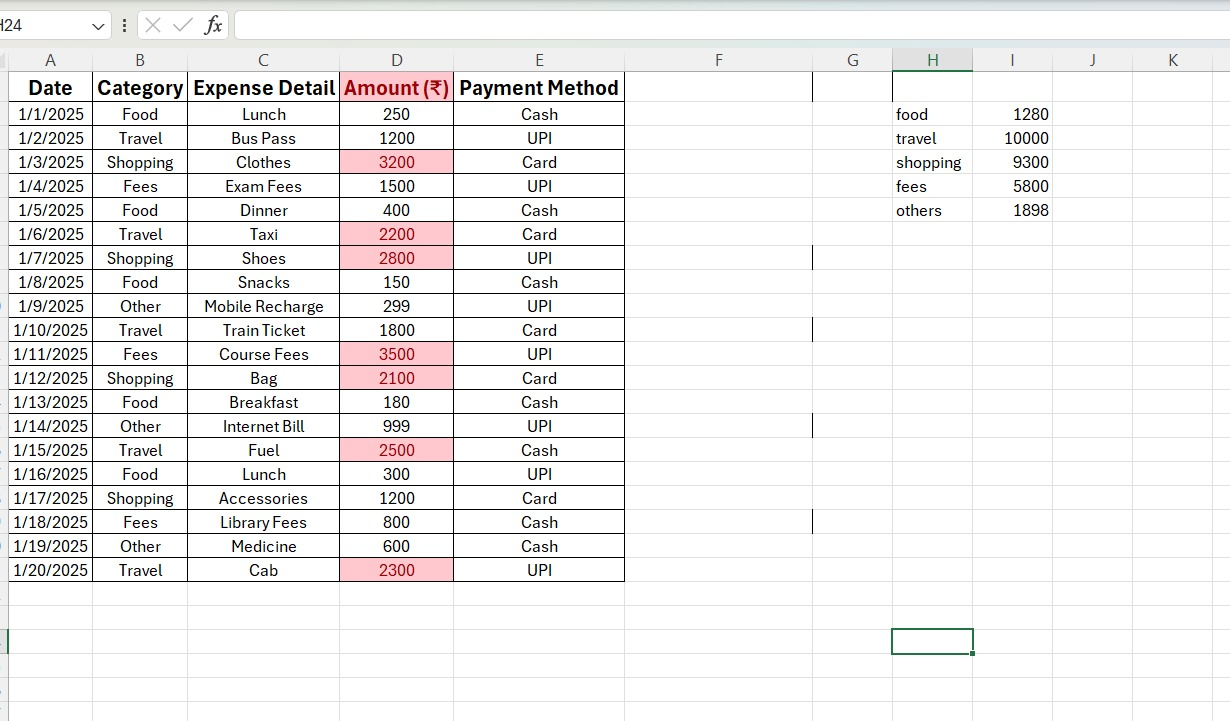 H24 fx
A B C D E F G H I J K
Date Category Expense Detail Amount (₹) Payment Method
1/1/2025 Food Lunch 250 Cash food 1280
1/2/2025 Travel Bus Pass 1200 UPI travel 10000
1/3/2025 Shopping Clothes 3200 Card shopping 9300
1/4/2025 Fees Exam Fees 1500 UPI fees 5800
1/5/2025 Food Dinner 400 Cash others 1898
1/6/2025 Travel Taxi 2200 Card
1/7/2025 Shopping Shoes 2800 UPI
1/8/2025 Food Snacks 150 Cash
1/9/2025 Other Mobile Recharge 299 UPI
1/10/2025 Travel Train Ticket 1800 Card
1/11/2025 Fees Course Fees 3500 UPI
1/12/2025 Shopping Bag 2100 Card
1/13/2025 Food Breakfast 180 Cash
1/14/2025 Other Internet Bill 999 UPI
1/15/2025 Travel Fuel 2500 Cash
1/16/2025 Food Lunch 300 UPI
1/17/2025 Shopping Accessories 1200 Card
1/18/2025 Fees Library Fees 800 Cash
1/19/2025 Other Medicine 600 Cash
1/20/2025 Travel Cab 2300 UPI